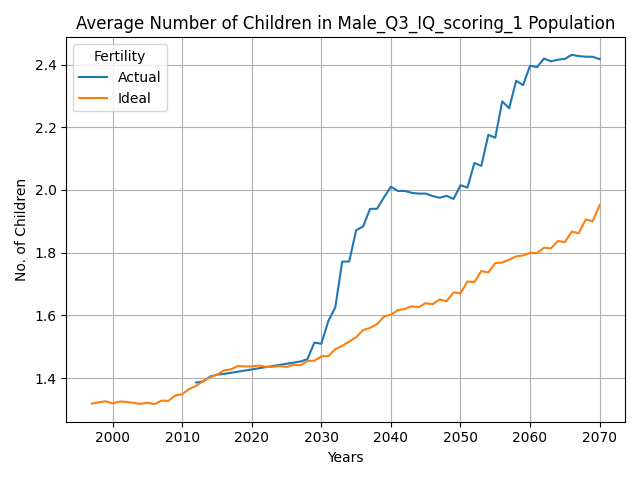 Average Number of Children in Male_Q3_IQ_scoring_1 Population
Fertility
Actual
Ideal
No. of Children
2.4
2.2
2.0
1.8
1.6
1.4
2000 2010 2020 2030 2040 2050 2060 2070
Years